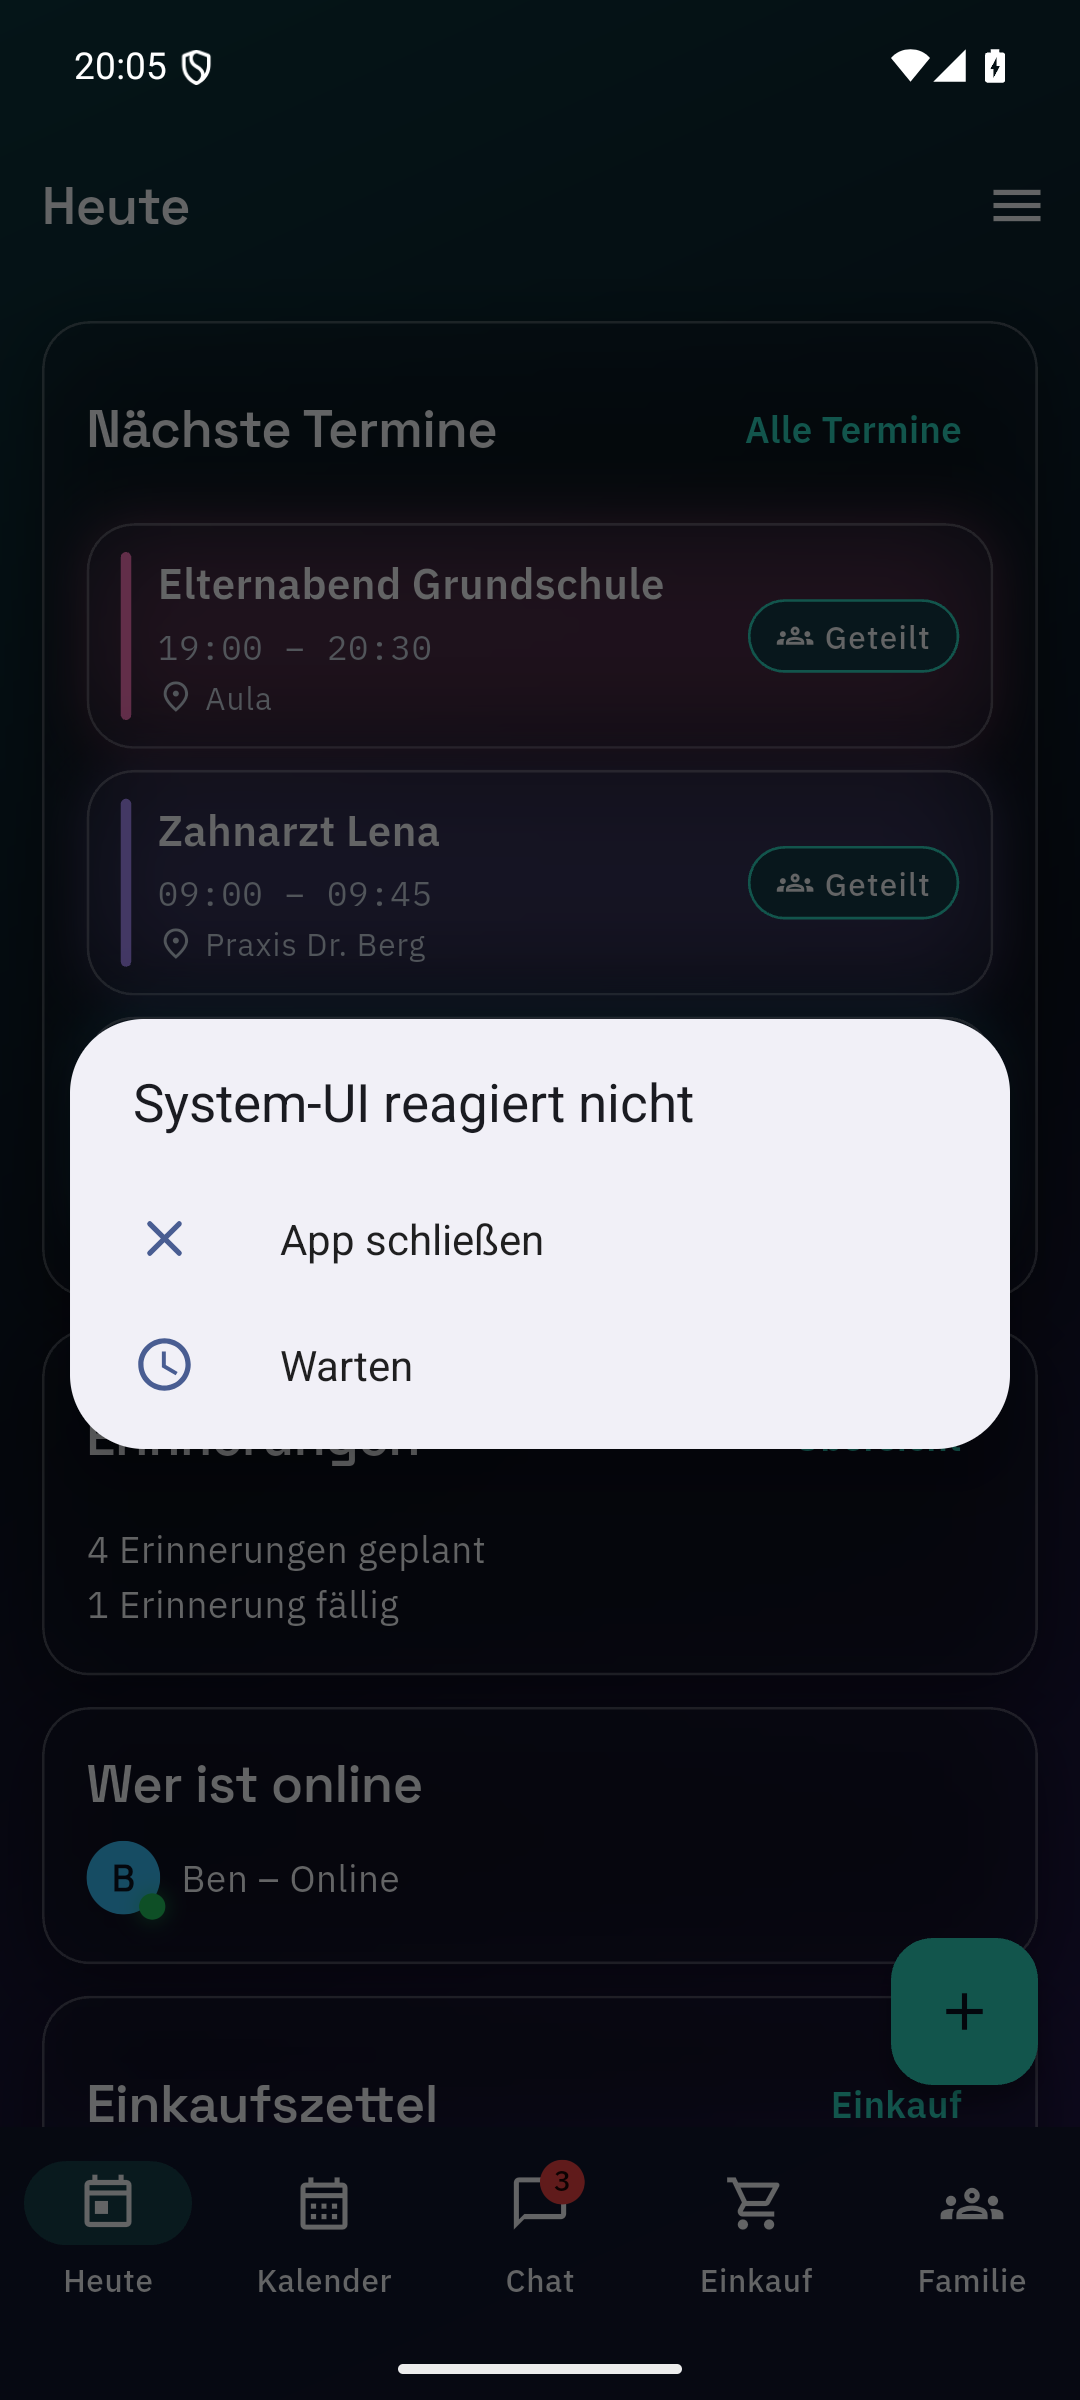 20:05
Heute
Nächste Termine
Alle Termine
Elternabend Grundschule
19:00 – 20:30
Aula
Geteilt
Zahnarzt Lena
09:00 – 09:45
Praxis Dr. Berg
Geteilt
System-UI reagiert nicht
App schließen
Warten
4 Erinnerungen geplant
1 Erinnerung fällig
Wer ist online
B
Ben – Online
Einkaufszettel
Einkauf
3
Heute
Kalender
Chat
Einkauf
Familie